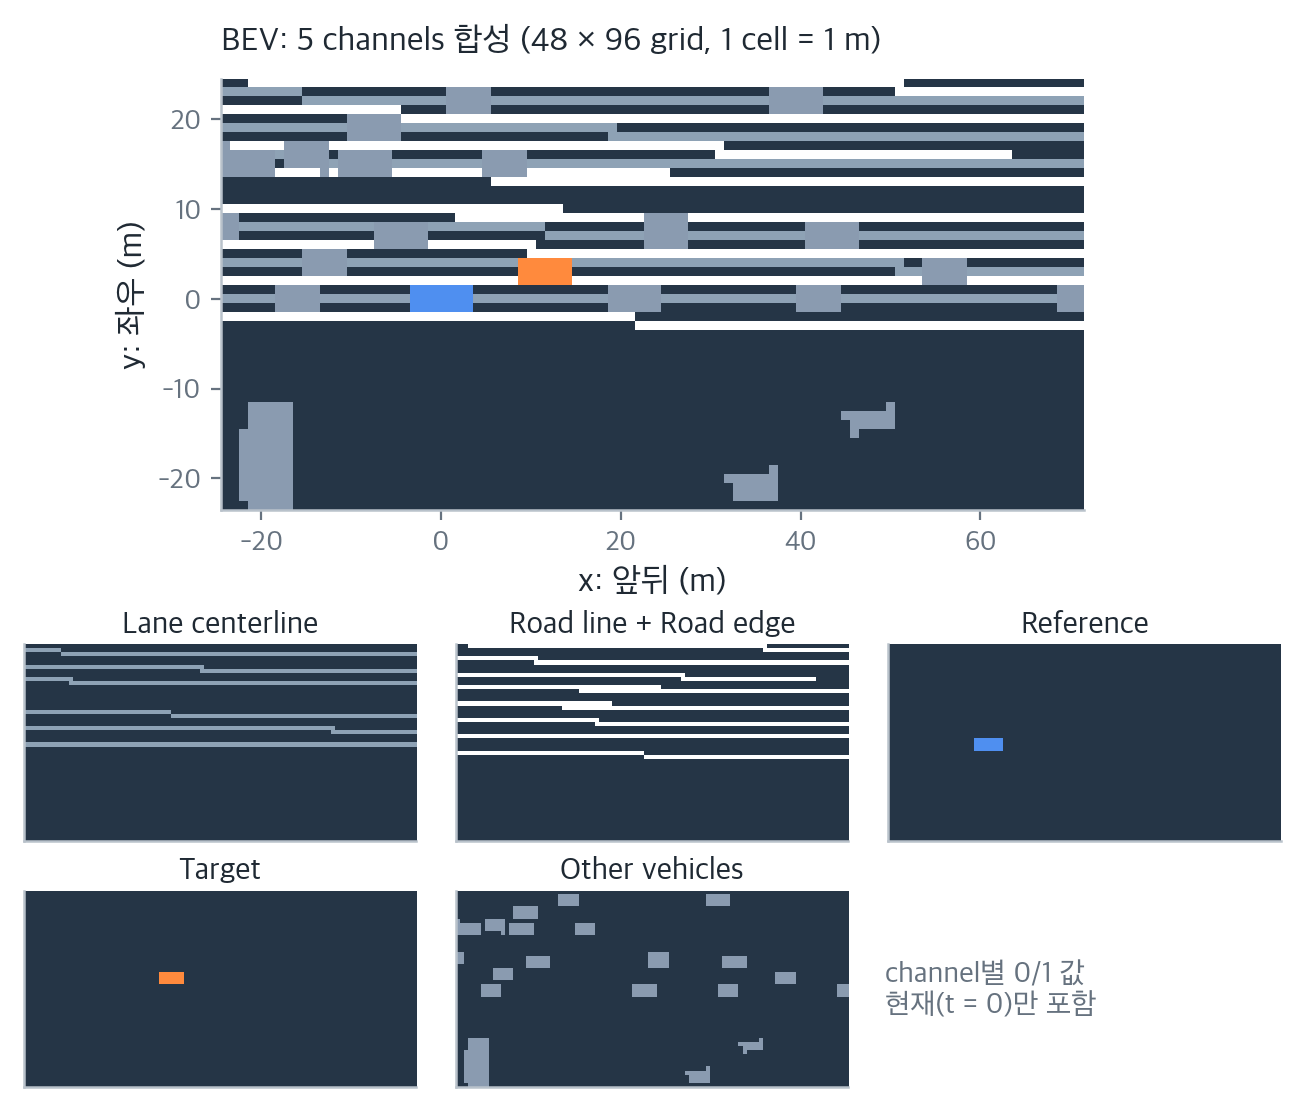 BEV: 5 channels 합성 (48 × 96 grid, 1 cell = 1 m)
y: 좌우 (m)
20
10
0
-10
-20
-20
0
20
40
60
x: 앞뒤 (m)
Lane centerline
Road line + Road edge
Reference
Target
Other vehicles
channel별 0/1 값
현재(t = 0)만 포함